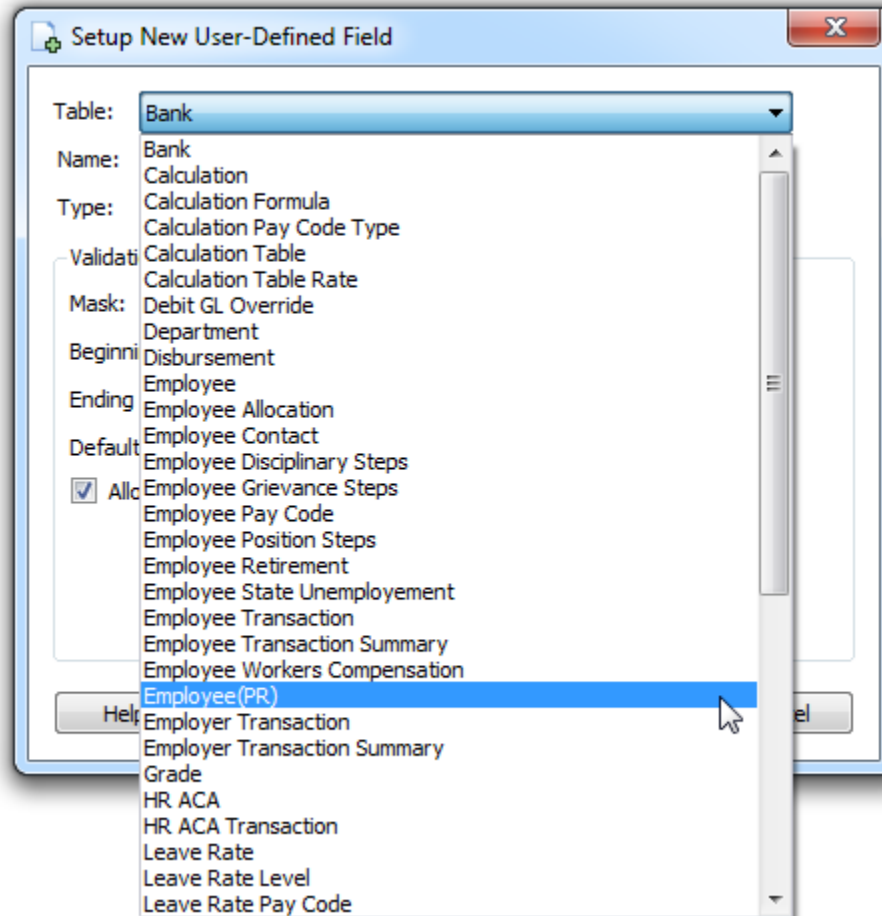 Setup New User-Defined Field
Table: Bank
Name: Bank
Calculation
Calculation Formula
Type:
Calculation Pay Code Type
Validati Calculation Table
Calculation Table Rate
Mask: Debit GL Override
Department
Beginni Disbursement
Employee
Ending Employee Allocation
Employee Contact
Default Employee Disciplinary Steps
Allo Employee Grievance Steps
Employee Pay Code
Employee Position Steps
Employee Retirement
Employee State Unemployement
Employee Transaction
Employee Transaction Summary
Employee Workers Compensation
Employee(PR)
Help Employer Transaction el
Employer Transaction Summary
Grade
HR ACA
HR ACA Transaction
Leave Rate
Leave Rate Level
Leave Rate Pay Code